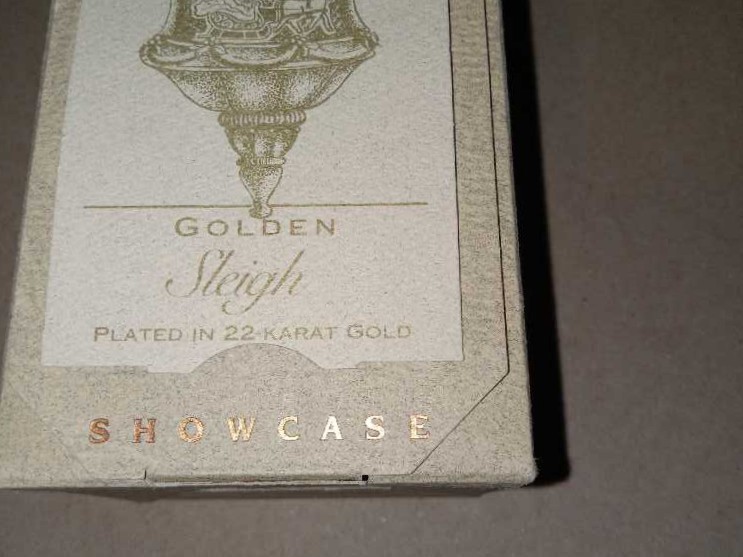 GOLDEN
Sleigh
PLATED IN 22-KARAT GOLD
SHOWCASE